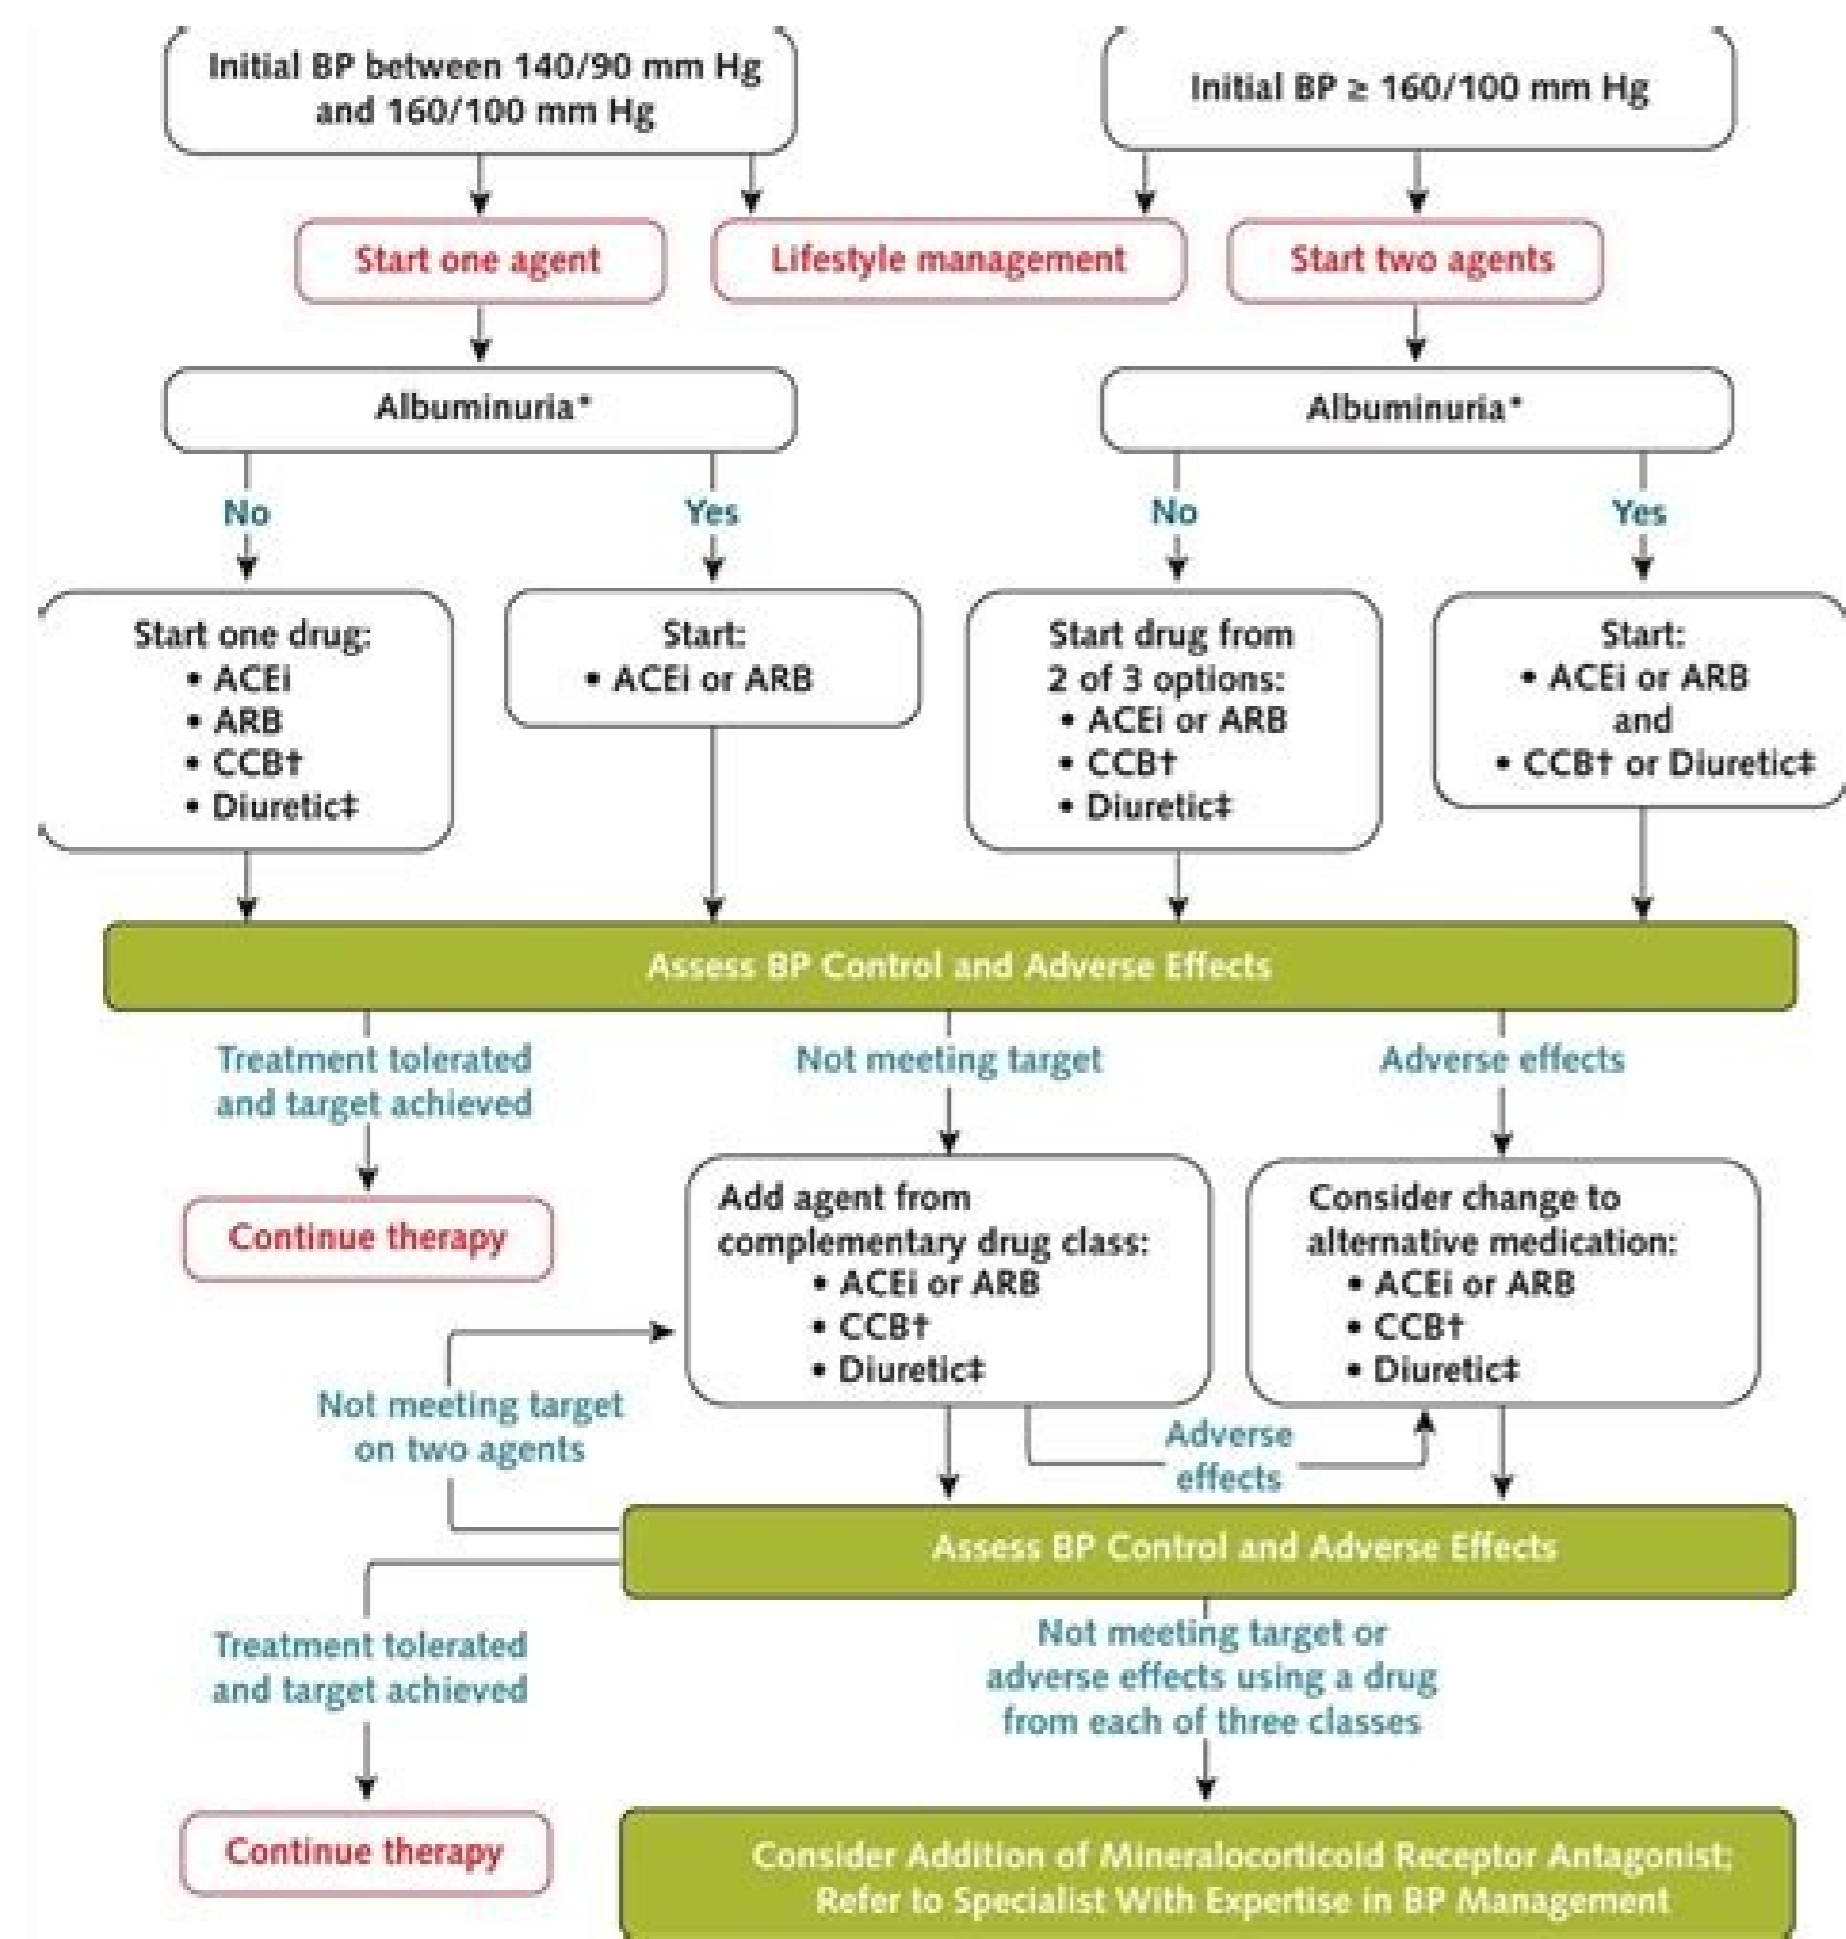 Initial BP between 140/90 mm Hg
and 160/100 mm Hg
Initial BP ≥ 160/100 mm Hg
Start one agent
Lifestyle management
Start two agents
Albuminuria*
Albuminuria*
No
Yes
No
Yes
Start one drug:
• ACEi
• ARB
• CCB†
• Diuretic‡
Start:
• ACEi or ARB
Start drug from
2 of 3 options:
• ACEi or ARB
• CCB†
• Diuretic‡
Start:
• ACEi or ARB
and
• CCB† or Diuretic‡
Assess BP Control and Adverse Effects
Treatment tolerated
and target achieved
Not meeting target
Adverse effects
Continue therapy
Add agent from
complementary drug class:
• ACEi or ARB
• CCB†
• Diuretic‡
Consider change to
alternative medication:
• ACEi or ARB
• CCB†
• Diuretic‡
Not meeting target
on two agents
Adverse
effects
Assess BP Control and Adverse Effects
Treatment tolerated
and target achieved
Not meeting target or
adverse effects using a drug
from each of three classes
Continue therapy
Consider Addition of Mineralocorticoid Receptor Antagonist;
Refer to Specialist With Expertise in BP Management